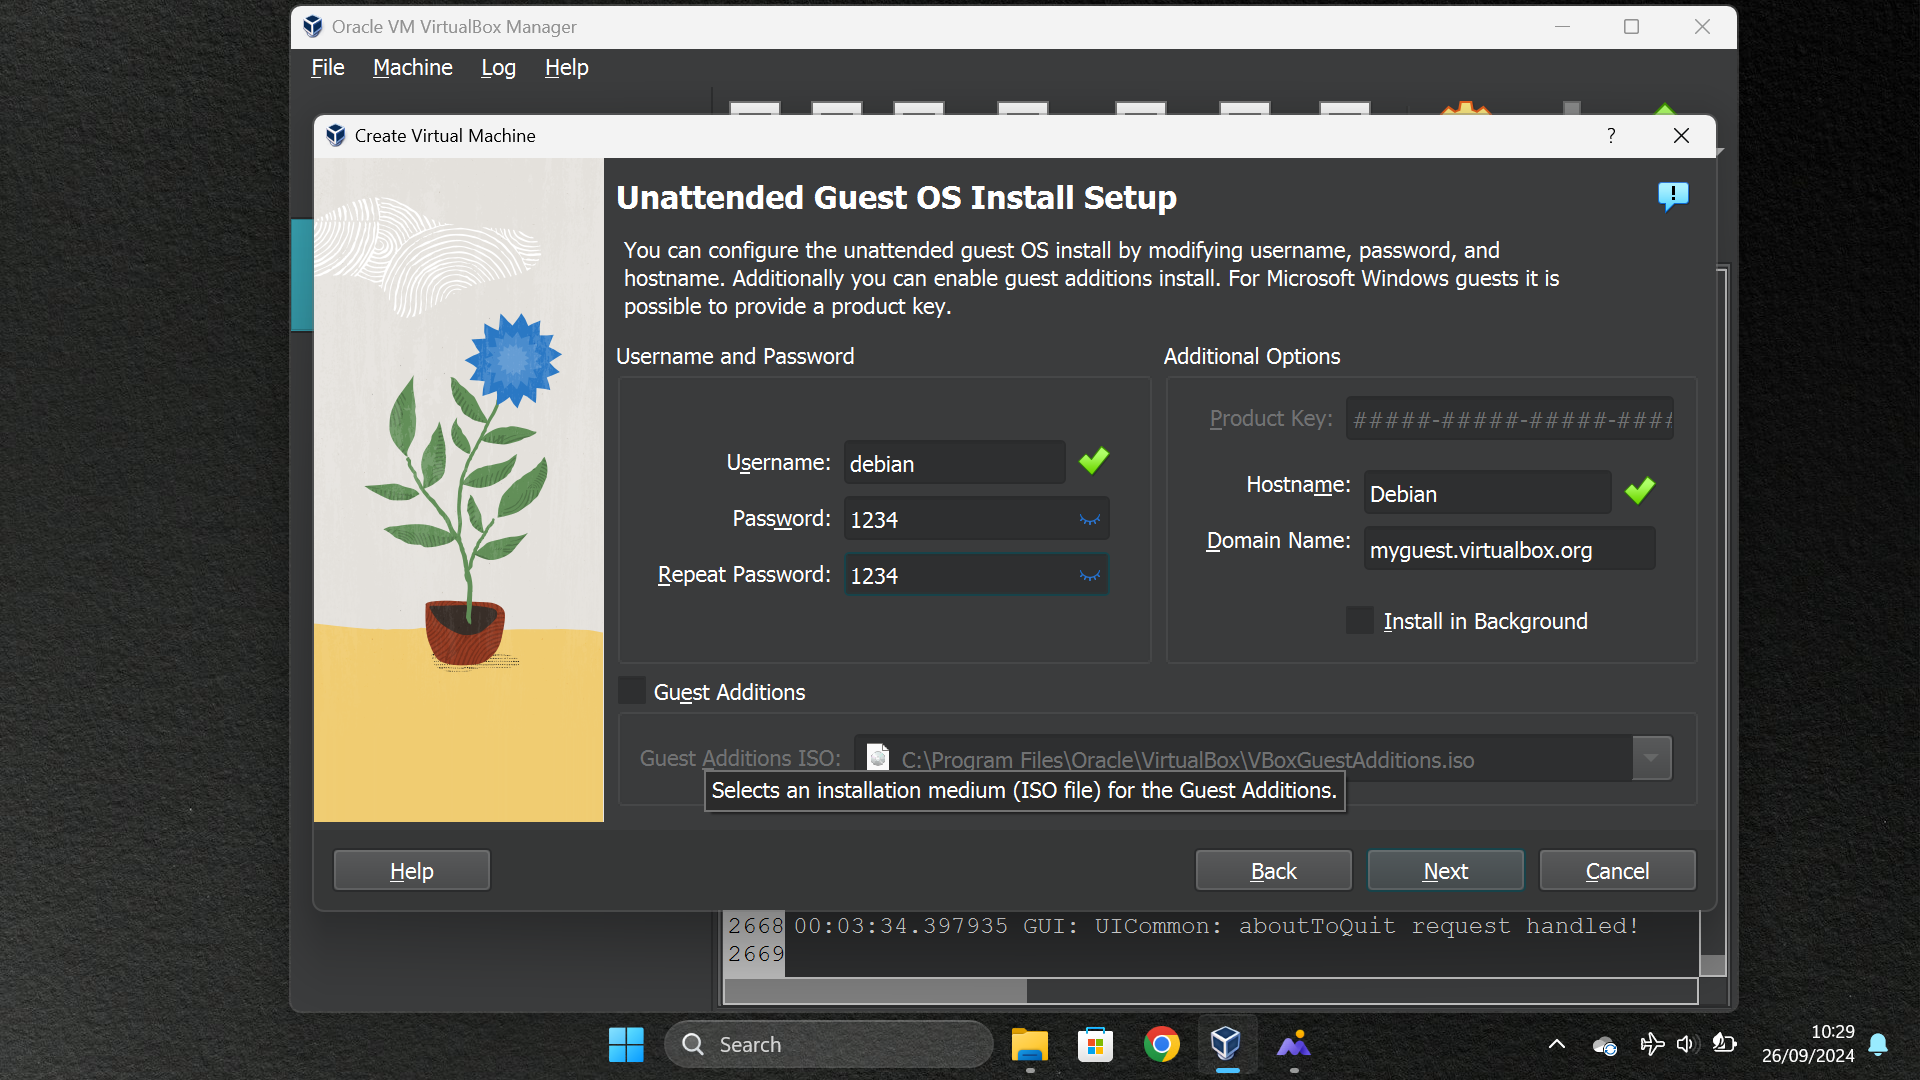 Oracle VM VirtualBox Manager
File Machine Log Help
Create Virtual Machine
?
Unattended Guest OS Install Setup
You can configure the unattended guest OS install by modifying username, password, and
hostname. Additionally you can enable guest additions install. For Microsoft Windows guests it is
possible to provide a product key.
Username and Password
Username: debian
Password: 1234
Repeat Password: 1234
Additional Options
Product Key: #####-#####-#####-####
Hostname: Debian
Domain Name: myguest.virtualbox.org
Install in Background
Guest Additions
Guest Additions ISO: C:\Program Files\Oracle\VirtualBox\VBoxGuestAdditions.iso
Selects an installation medium (ISO file) for the Guest Additions.
Help Back Next Cancel
2668 00:03:34.397935 GUI: UICommon: aboutToQuit request handled!
2669
Search
10:29
26/09/2024